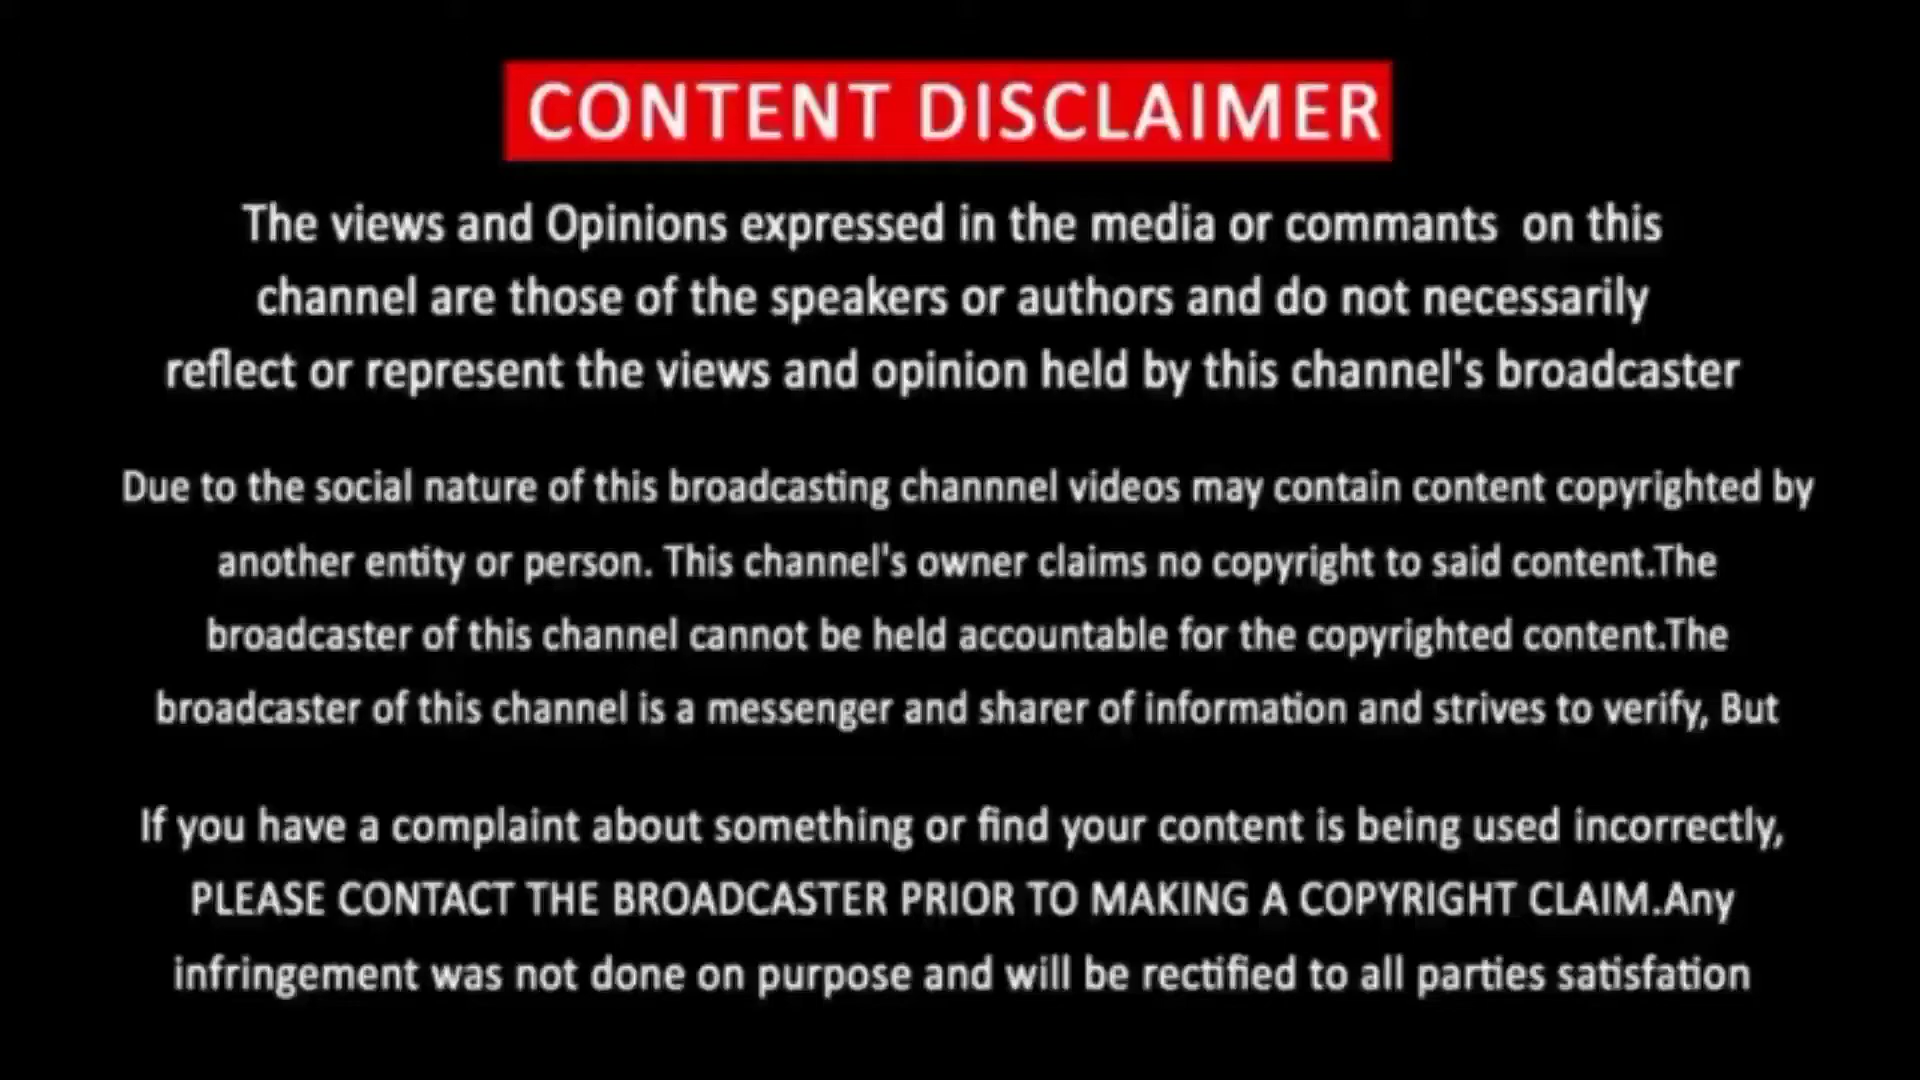 CONTENT DISCLAIMER
The views and Opinions expressed in the media or commants on this
channel are those of the speakers or authors and do not necessarily
reflect or represent the views and opinion held by this channel's broadcaster
Due to the social nature of this broadcasting channnel videos may contain content copyrighted by
another entity or person. This channel's owner claims no copyright to said content.The
broadcaster of this channel cannot be held accountable for the copyrighted content.The
broadcaster of this channel is a messenger and sharer of information and strives to verify, But
If you have a complaint about something or find your content is being used incorrectly,
PLEASE CONTACT THE BROADCASTER PRIOR TO MAKING A COPYRIGHT CLAIM.Any
infringement was not done on purpose and will be rectified to all parties satisfation